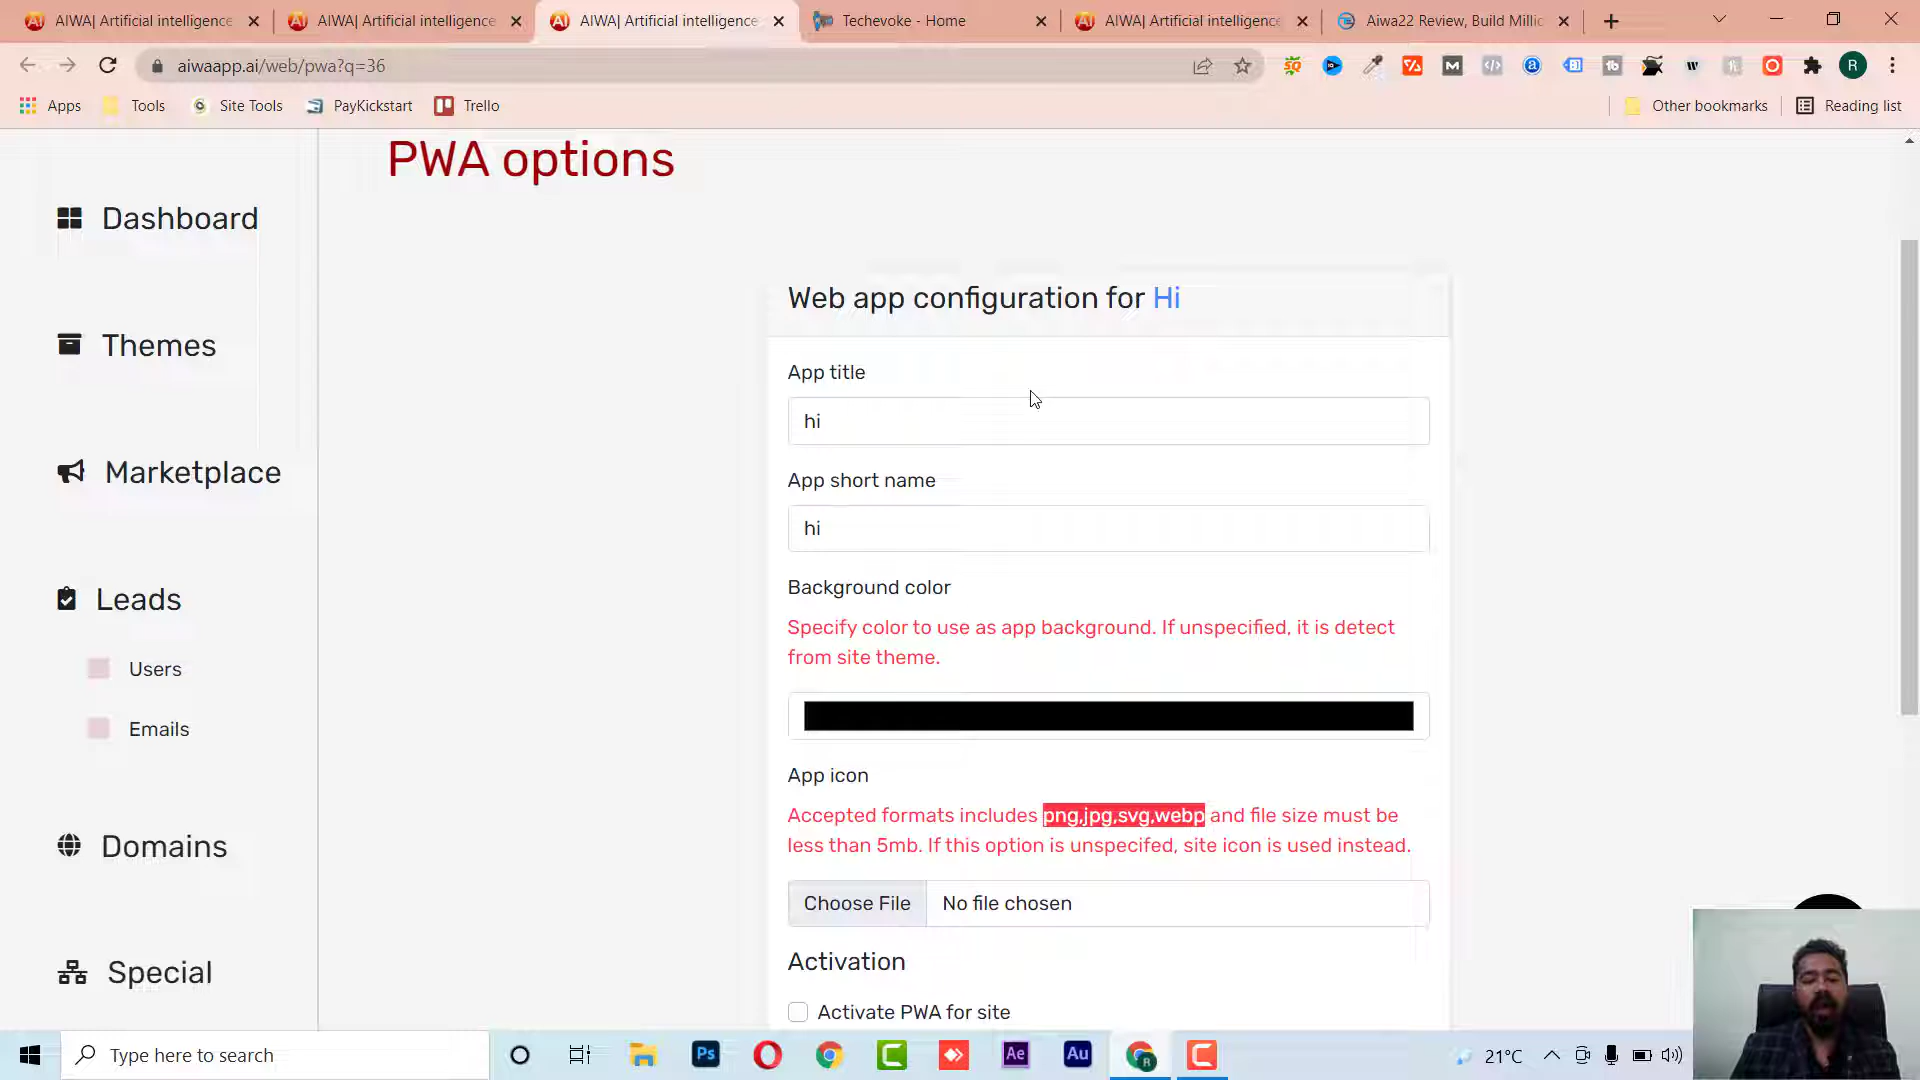 AIWA| Artificial intelligence
AIWA| Artificial intelligence
AIWA| Artificial intelligence
Techevoke - Home
AIWA| Artificial intelligence
Aiwa22 Review, Build Milli
aiwaapp.ai/web/pwa?q=36
R
Apps
Tools
Site Tools
PayKickstart
Trello
Other bookmarks
Reading list
PWA options
Dashboard
Themes
Marketplace
Leads
Users
Emails
Domains
Special
Web app configuration for Hi
App title
hi
App short name
hi
Background color
Specify color to use as app background. If unspecified, it is detect
from site theme.
App icon
Accepted formats includes png,jpg,svg,webp and file size must be
less than 5mb. If this option is unspecifed, site icon is used instead.
Choose File
No file chosen
Activation
Activate PWA for site
Type here to search
Ps
Ae
Au
21°C